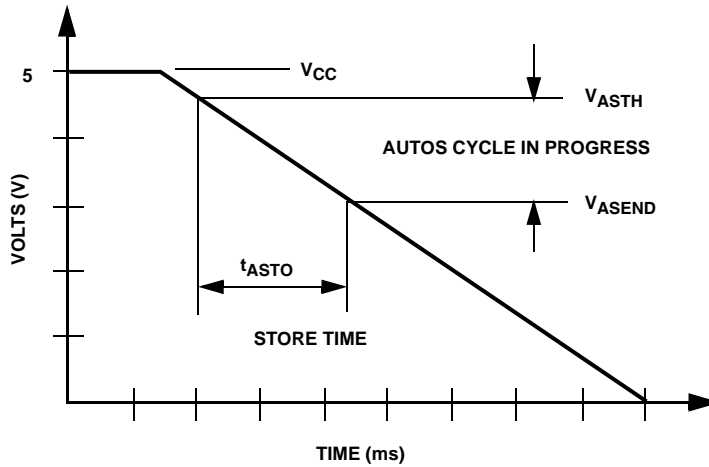 5
VCC
VASTH
AUTOS CYCLE IN PROGRESS
VOLTS (V)
VASEND
tASTO
STORE TIME
TIME (ms)